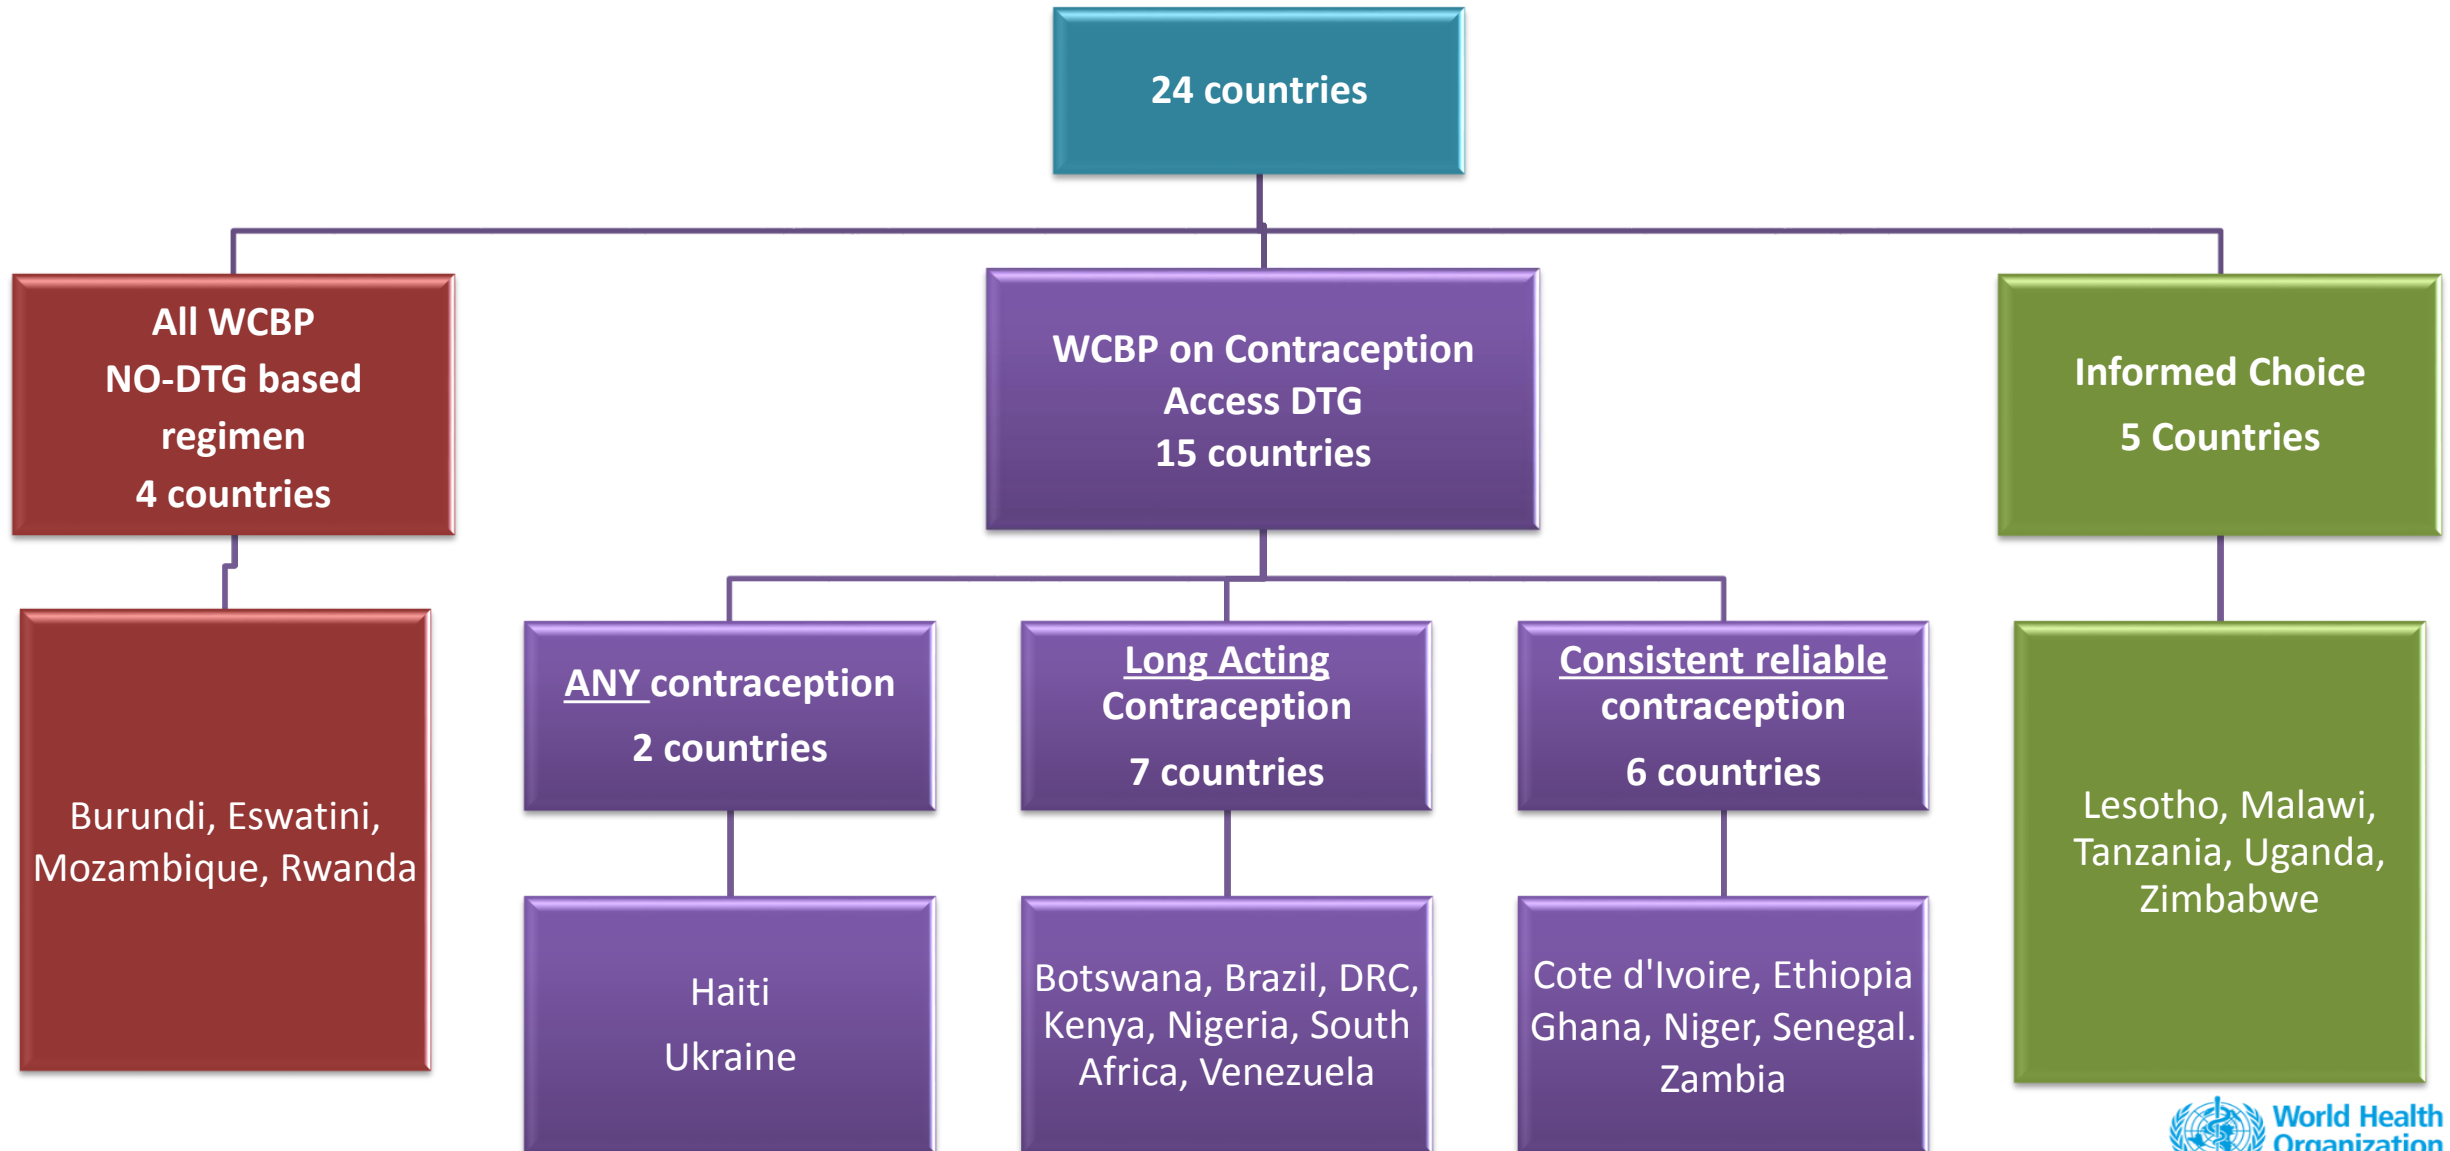 24 countries
All WCBP
NO-DTG based
regimen
4 countries
WCBP on Contraception
Access DTG
15 countries
Informed Choice
5 Countries
Burundi, Eswatini,
Mozambique, Rwanda
ANY contraception
2 countries
Long Acting
Contraception
7 countries
Consistent reliable
contraception
6 countries
Lesotho, Malawi,
Tanzania, Uganda,
Zimbabwe
Haiti
Ukraine
Botswana, Brazil, DRC,
Kenya, Nigeria, South
Africa, Venezuela
Cote d'Ivoire, Ethiopia
Ghana, Niger, Senegal.
Zambia
World Health
Organization